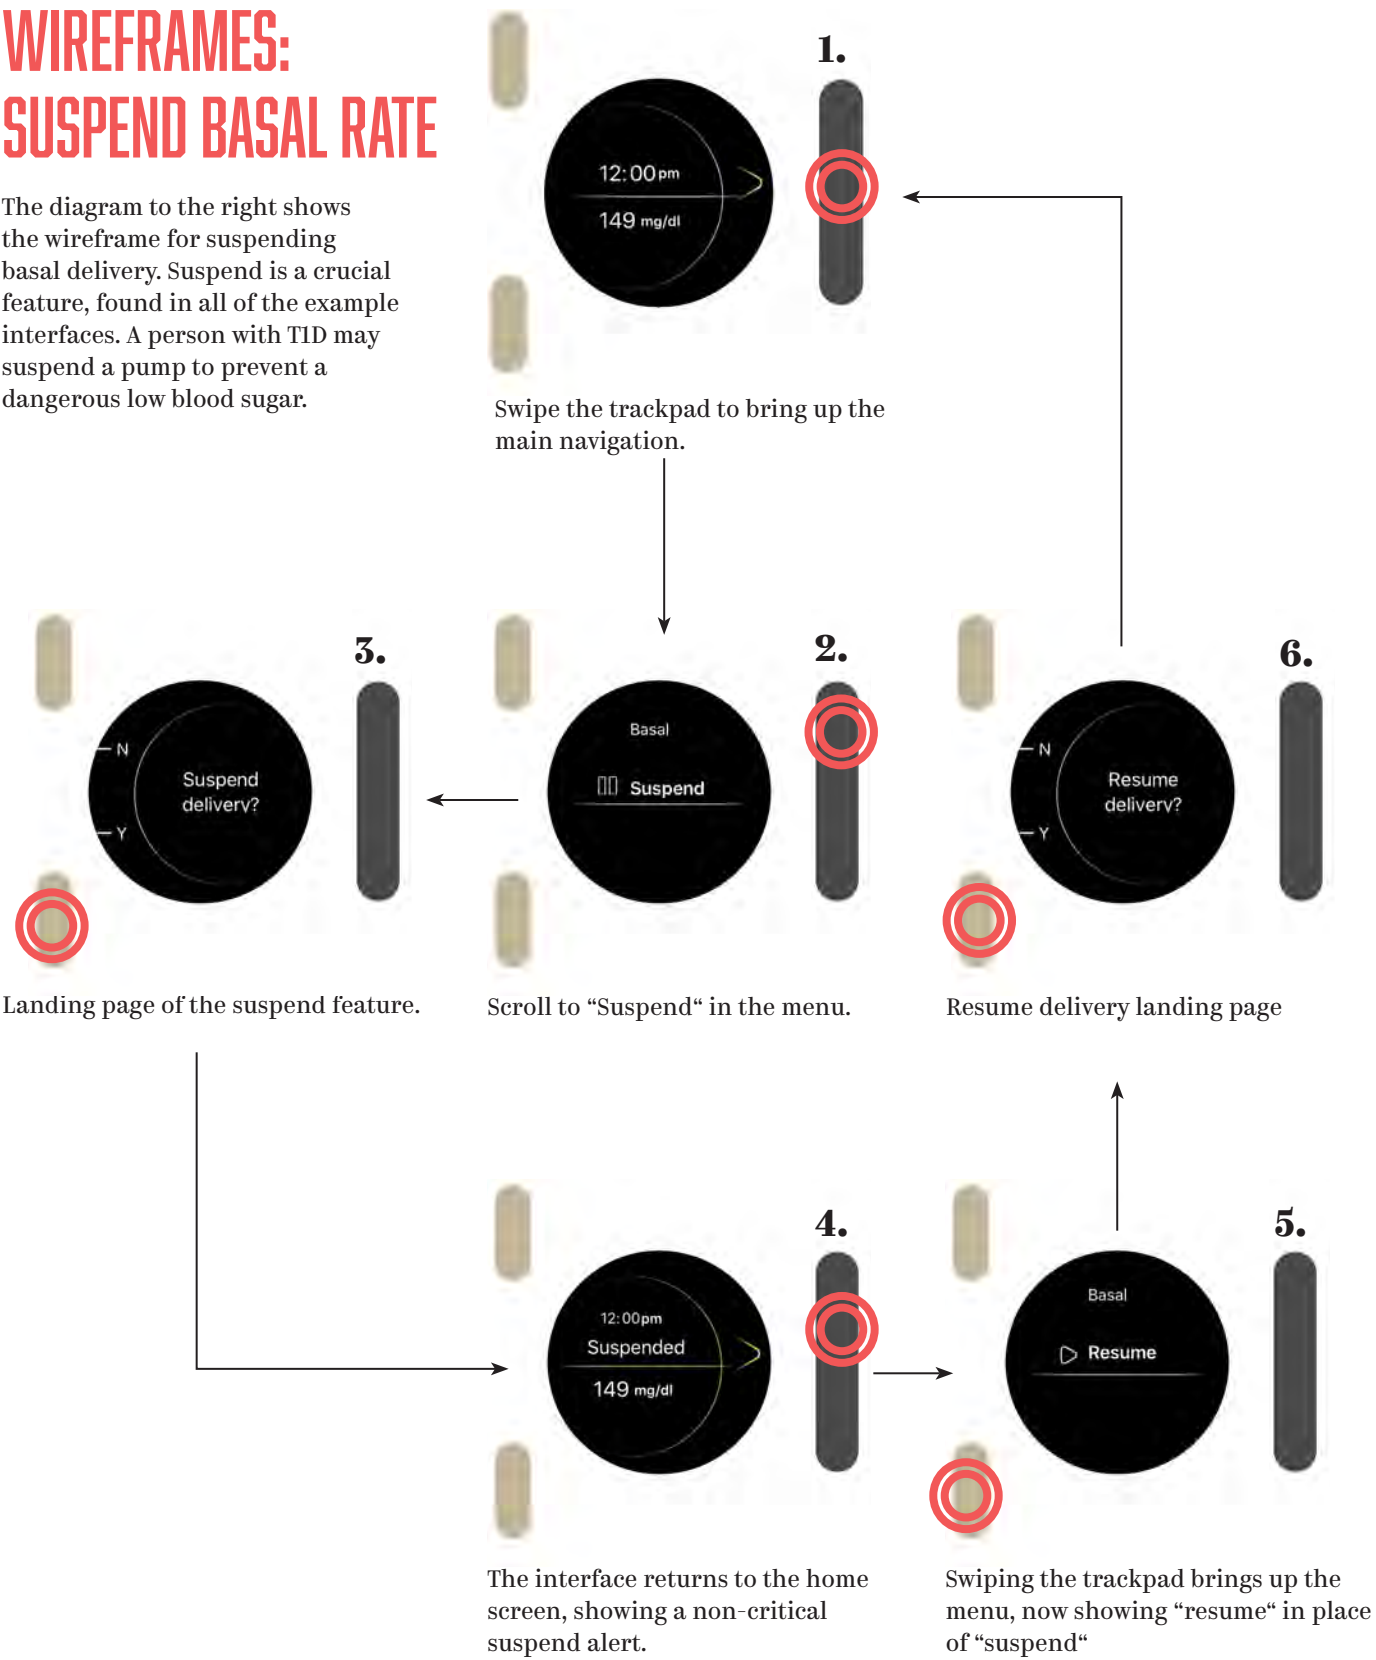 WIREFRAMES:
SUSPEND BASAL RATE
The diagram to the right shows
the wireframe for suspending
basal delivery. Suspend is a crucial
feature, found in all of the example
interfaces. A person with T1D may
suspend a pump to prevent a
dangerous low blood sugar.
1.
12:00pm
149 mg/dl
Swipe the trackpad to bring up the
main navigation.
3.
N
Suspend
delivery?
Y
Landing page of the suspend feature.
2.
Basal
Suspend
Scroll to “Suspend“ in the menu.
6.
N
Resume
delivery?
Y
Resume delivery landing page
4.
12:00pm
Suspended
149 mg/dl
The interface returns to the home
screen, showing a non-critical
suspend alert.
5.
Basal
Resume
Swiping the trackpad brings up the
menu, now showing “resume“ in place
of “suspend“